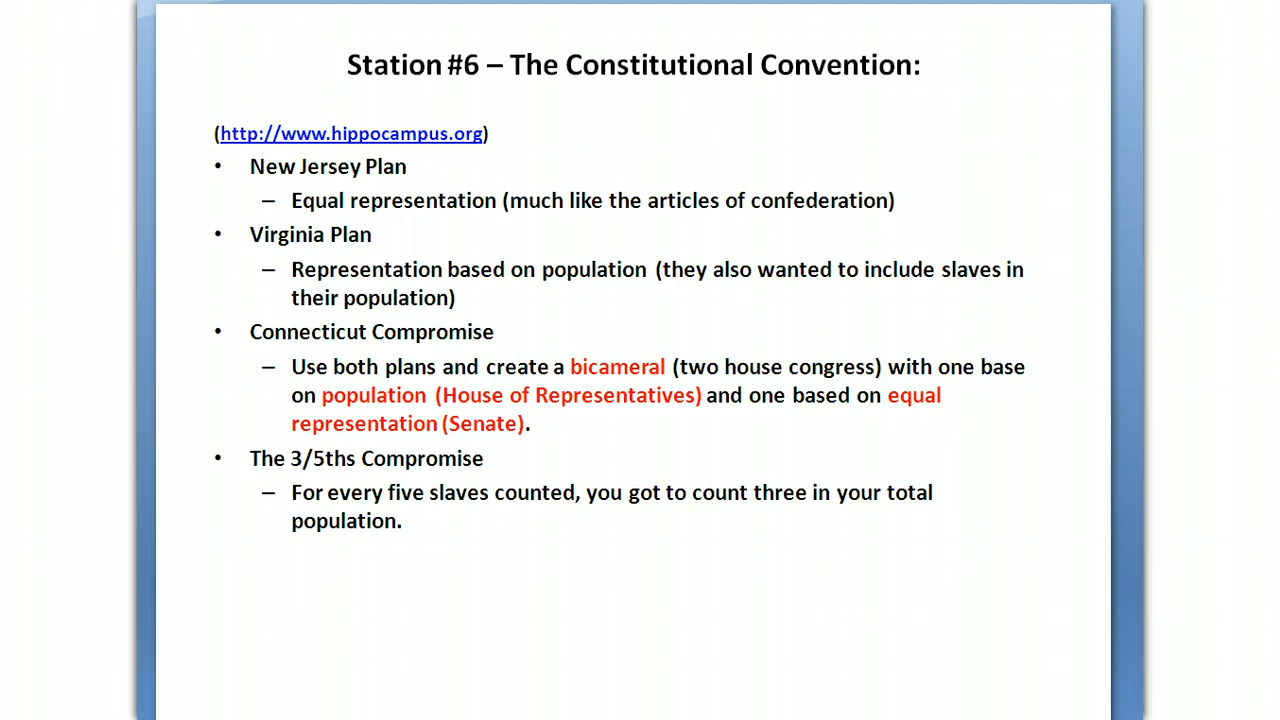 Station #6 – The Constitutional Convention:
(http://www.hippocampus.org)
• New Jersey Plan
– Equal representation (much like the articles of confederation)
• Virginia Plan
– Representation based on population (they also wanted to include slaves in
their population)
• Connecticut Compromise
– Use both plans and create a bicameral (two house congress) with one base
on population (House of Representatives) and one based on equal
representation (Senate).
• The 3/5ths Compromise
– For every five slaves counted, you got to count three in your total
population.